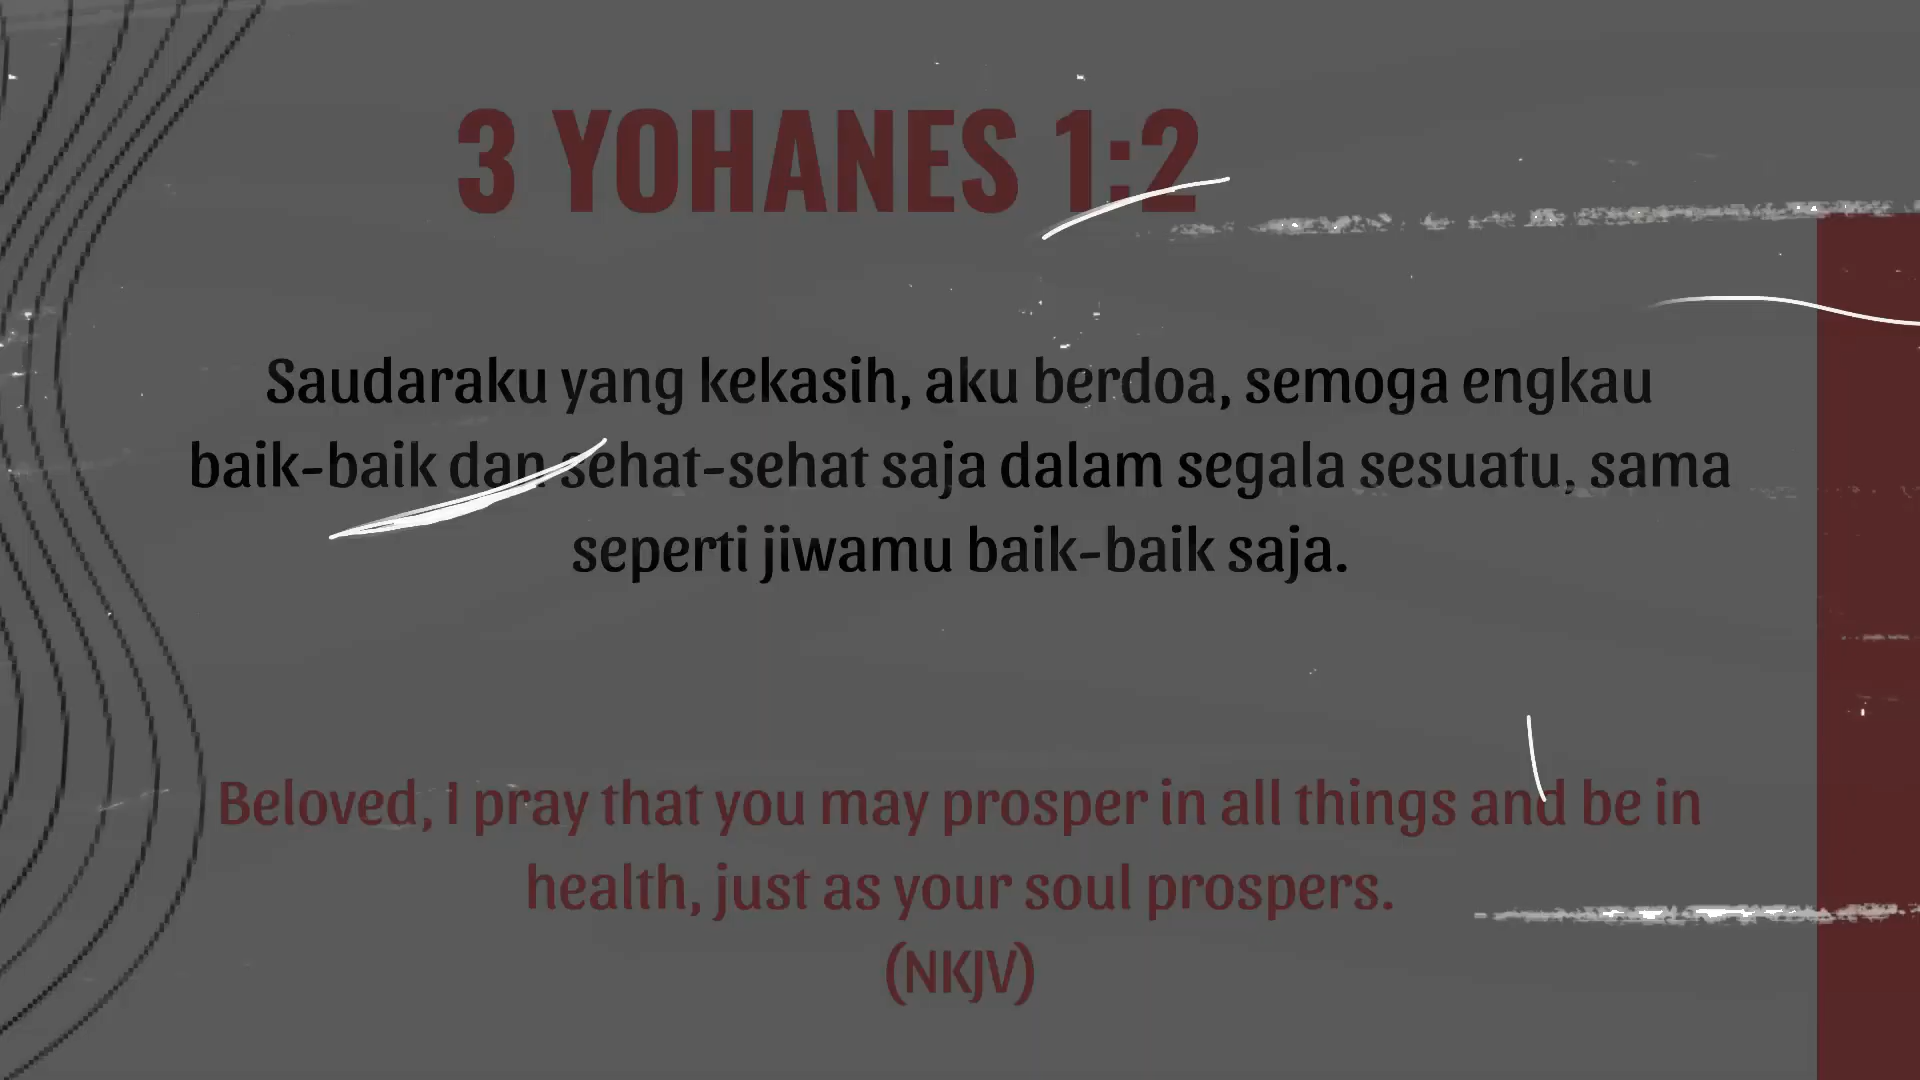 3 YOHANES 1:2
Saudaraku yang kekasih, aku berdoa, semoga engkau
baik-baik dan sehat-sehat saja dalam segala sesuatu, sama
seperti jiwamu baik-baik saja.
Beloved, I pray that you may prosper in all things and be in
health, just as your soul prospers.
(NKJV)